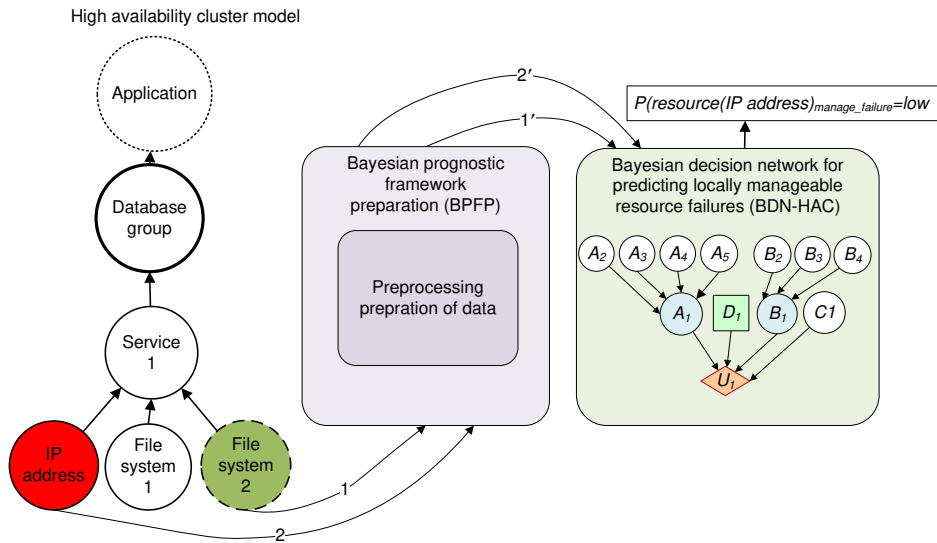 High availability cluster model
Application
Database
group
Service
1
IP
address
File
system
1
File
system
2
1
2
2′
1′
Bayesian prognostic
framework
preparation (BPFP)
Preprocessing
prepration of data
P(resource(IP address)manage_failure=low
Bayesian decision network for
predicting locally manageable
resource failures (BDN-HAC)
A2 A3 A4 A5 B2 B3 B4
A1 D1 B1 C1
U1